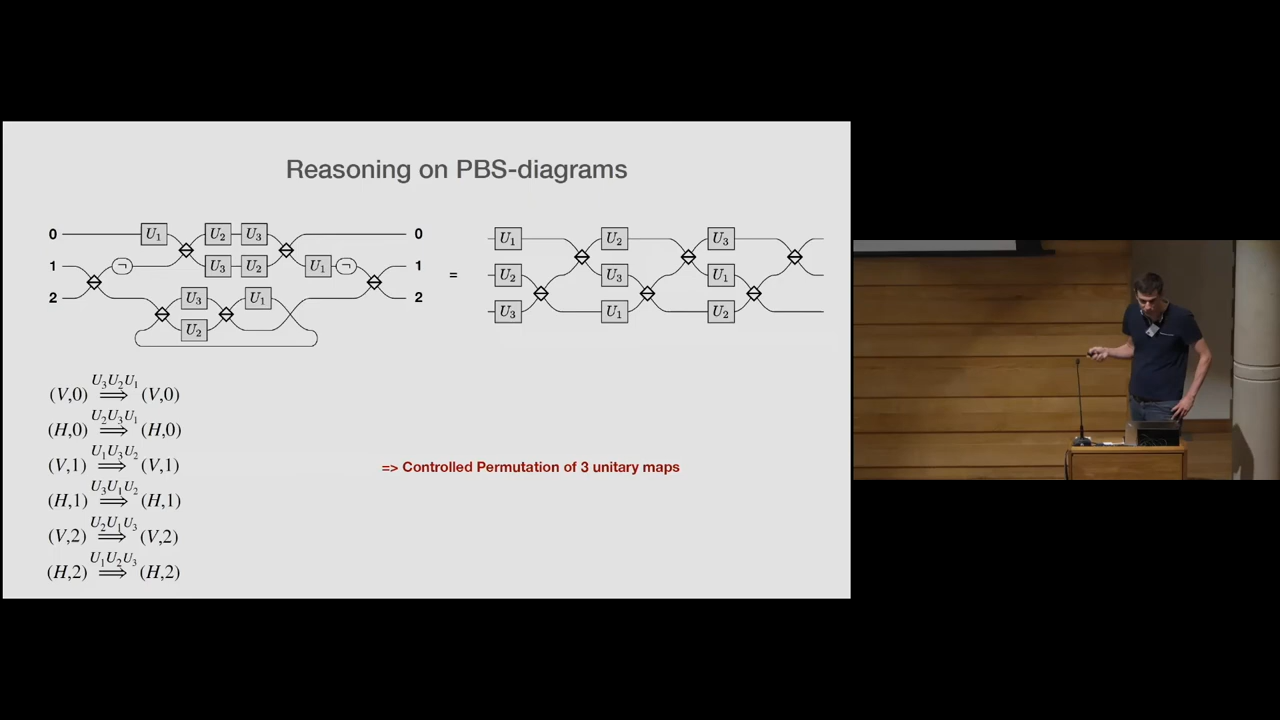 Reasoning on PBS-diagrams
0 U₁ U₂ U₃ 0 U₁ U₂ U₃
1 ¬ U₃ U₂ U₁ ¬ 1 = U₂ U₃ U₁
2 U₃ U₁ 2 U₃ U₁ U₂
U₂
U₃U₂U₁
(V,0) ⟹ (V,0)
U₂U₃U₁
(H,0) ⟹ (H,0)
U₁U₃U₂
(V,1) ⟹ (V,1)
=> Controlled Permutation of 3 unitary maps
U₃U₁U₂
(H,1) ⟹ (H,1)
U₂U₁U₃
(V,2) ⟹ (V,2)
U₁U₂U₃
(H,2) ⟹ (H,2)